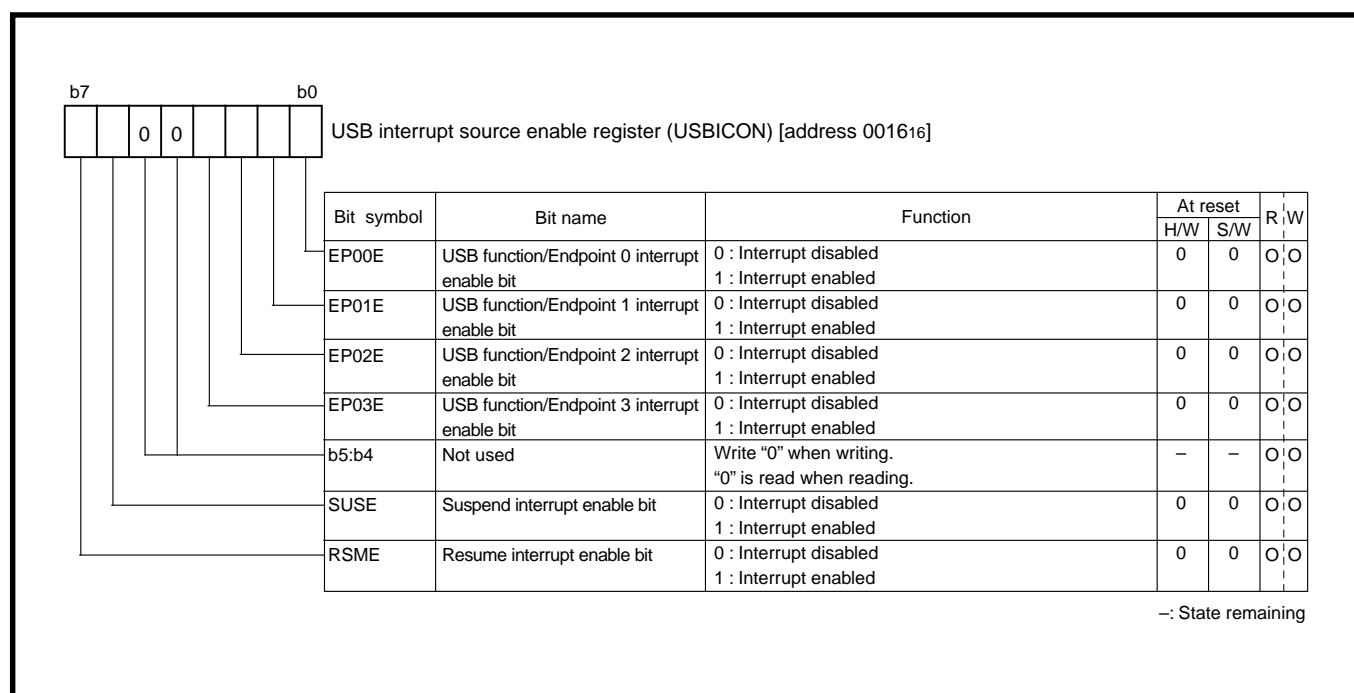 b7 b0
0 0
USB interrupt source enable register (USBICON) [address 001616]
Bit symbol Bit name Function At reset R W
H/W S/W
EP00E USB function/Endpoint 0 interrupt 0 : Interrupt disabled 0 0 O O
enable bit 1 : Interrupt enabled
EP01E USB function/Endpoint 1 interrupt 0 : Interrupt disabled 0 0 O O
enable bit 1 : Interrupt enabled
EP02E USB function/Endpoint 2 interrupt 0 : Interrupt disabled 0 0 O O
enable bit 1 : Interrupt enabled
EP03E USB function/Endpoint 3 interrupt 0 : Interrupt disabled 0 0 O O
enable bit 1 : Interrupt enabled
b5:b4 Not used Write “0” when writing. – – O O
“0” is read when reading.
SUSE Suspend interrupt enable bit 0 : Interrupt disabled 0 0 O O
1 : Interrupt enabled
RSME Resume interrupt enable bit 0 : Interrupt disabled 0 0 O O
1 : Interrupt enabled
–: State remaining